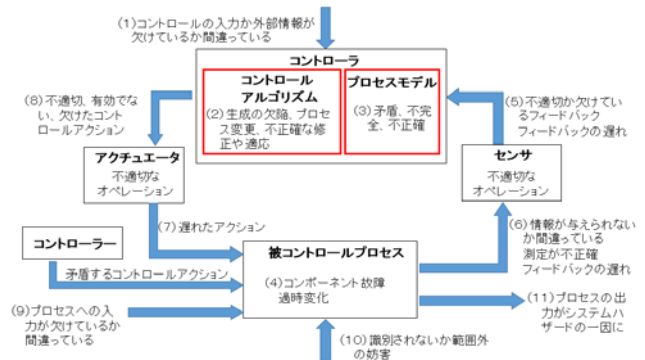 (1)コントロールの入力か外部情報が
欠けているか間違っている
コントローラ
コントロール
アルゴリズム
(2)生成の欠陥、プロセ
ス変更、不正確な修
正や適応
プロセスモデル
(3)矛盾、不完
全、不正確
(8)不適切、有効でな
い、欠けたコント
ロールアクション
(5)不適切か欠けてい
るフィードバック
フィードバックの遅れ
アクチュエータ
不適切な
オペレーション
センサ
不適切な
オペレーション
(7)遅れたアクション
(6)情報が与えられない
か間違っている
測定が不正確
フィードバックの遅れ
コントローラー
矛盾するコントロールアクション
被コントロールプロセス
(4)コンポーネント故障
過時変化
(9)プロセスへの入
力が欠けているか
間違っている
(11)プロセスの出
力がシステムハ
ザードの一因に
(10)識別されないか範囲外
の妨害